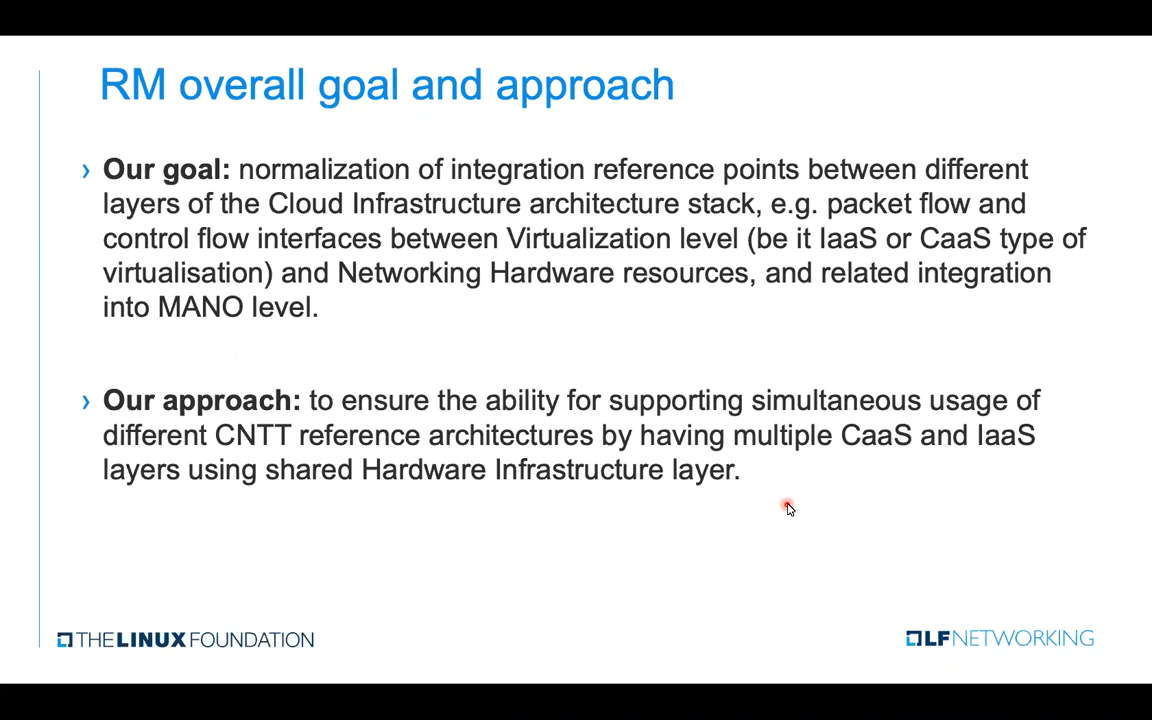 RM overall goal and approach
› Our goal: normalization of integration reference points between different
layers of the Cloud Infrastructure architecture stack, e.g. packet flow and
control flow interfaces between Virtualization level (be it IaaS or CaaS type of
virtualisation) and Networking Hardware resources, and related integration
into MANO level.
› Our approach: to ensure the ability for supporting simultaneous usage of
different CNTT reference architectures by having multiple CaaS and IaaS
layers using shared Hardware Infrastructure layer.
THE LINUX FOUNDATION
LF NETWORKING